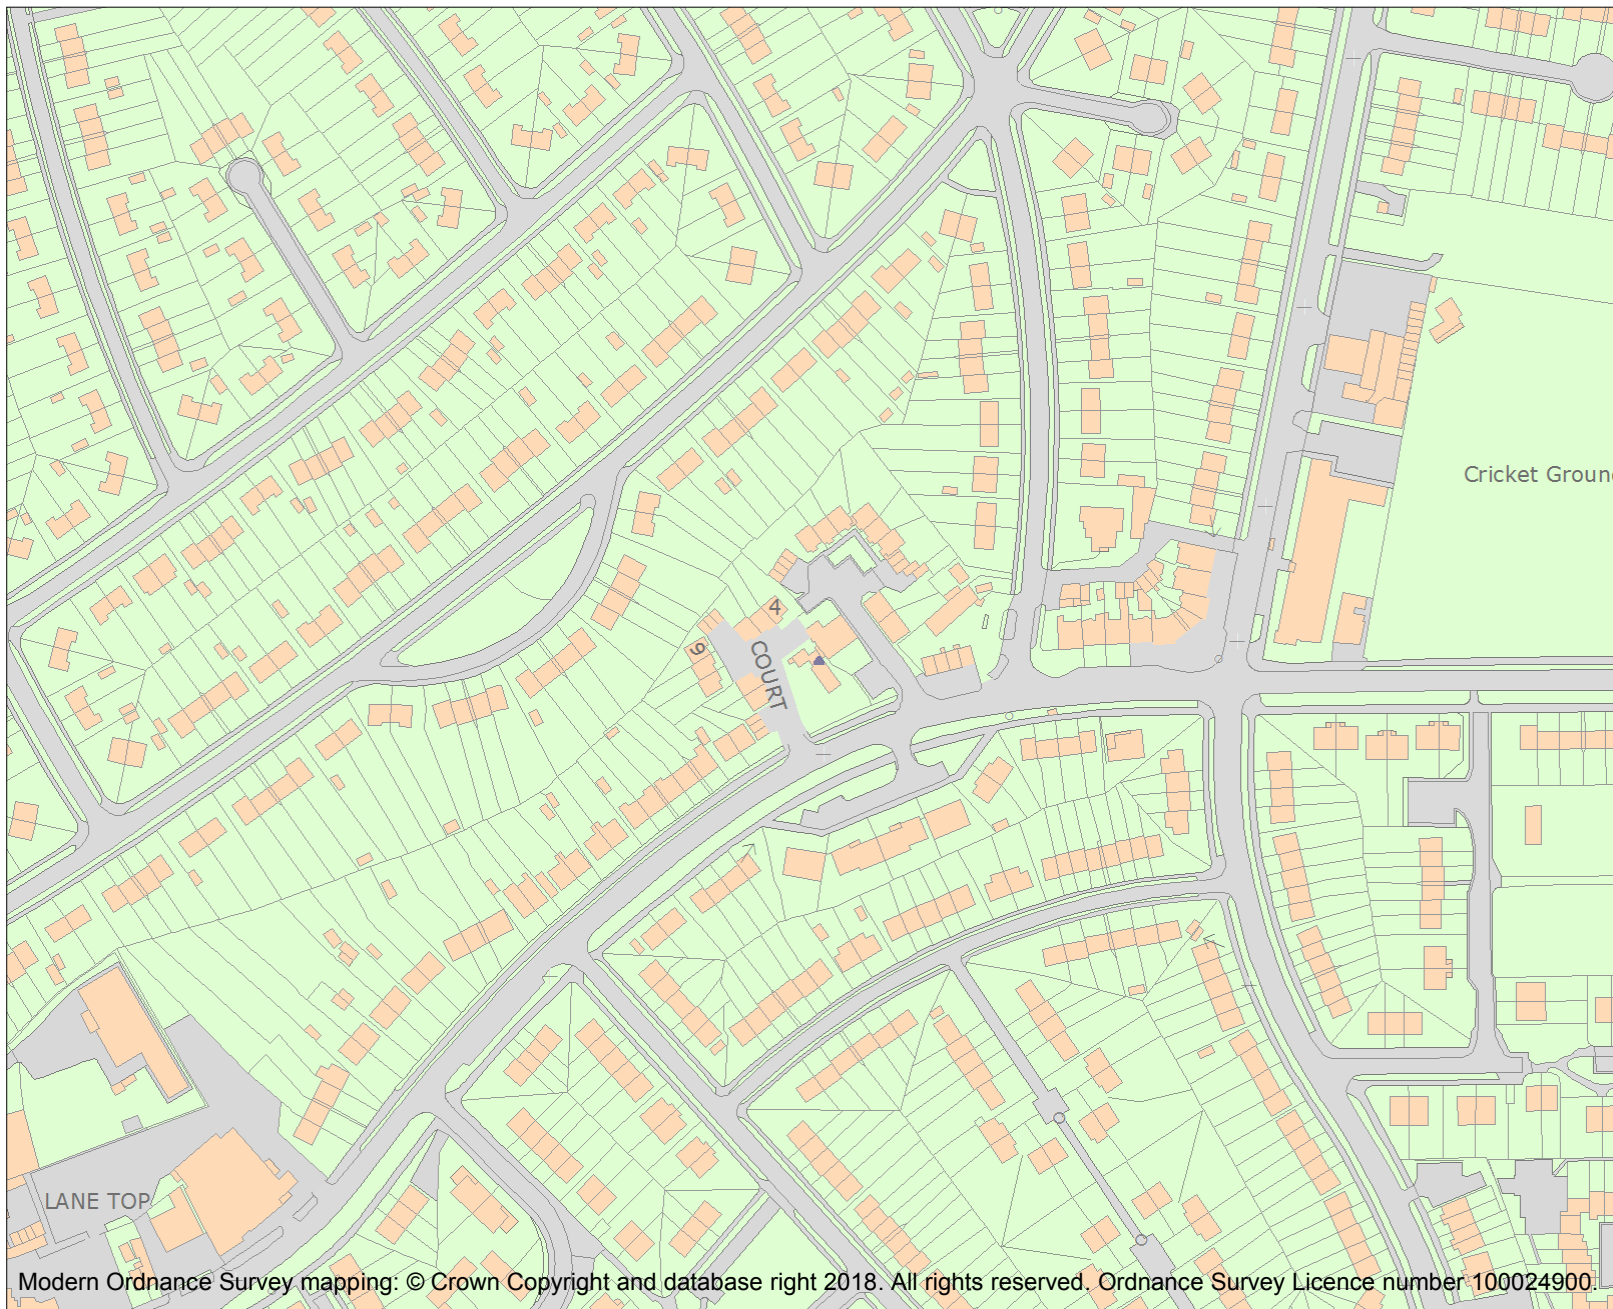 Cricket Groun
4
9
COURT
LANE TOP
Modern Ordnance Survey mapping: © Crown Copyright and database right 2018. All rights reserved. Ordnance Survey Licence number 100024900.